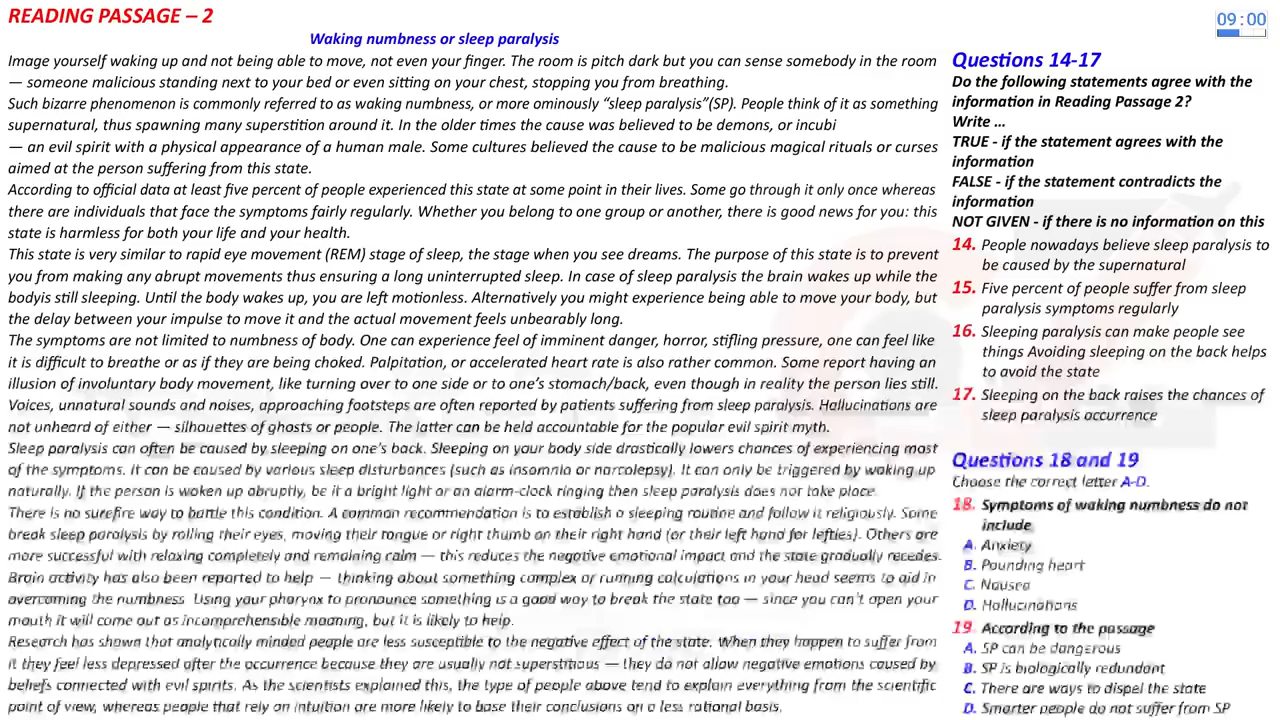 READING PASSAGE – 2
Waking numbness or sleep paralysis
Image yourself waking up and not being able to move, not even your finger. The room is pitch dark but you can sense somebody in the room
— someone malicious standing next to your bed or even sitting on your chest, stopping you from breathing.
Such bizarre phenomenon is commonly referred to as waking numbness, or more ominously “sleep paralysis”(SP). People think of it as something
supernatural, thus spawning many superstition around it. In the older times the cause was believed to be demons, or incubi
— an evil spirit with a physical appearance of a human male. Some cultures believed the cause to be malicious magical rituals or curses
aimed at the person suffering from this state.
According to official data at least five percent of people experienced this state at some point in their lives. Some go through it only once whereas
there are individuals that face the symptoms fairly regularly. Whether you belong to one group or another, there is good news for you: this
state is harmless for both your life and your health.
This state is very similar to rapid eye movement (REM) stage of sleep, the stage when you see dreams. The purpose of this state is to prevent
you from making any abrupt movements thus ensuring a long uninterrupted sleep. In case of sleep paralysis the brain wakes up while the
bodyis still sleeping. Until the body wakes up, you are left motionless. Alternatively you might experience being able to move your body, but
the delay between your impulse to move it and the actual movement feels unbearably long.
The symptoms are not limited to numbness of body. One can experience feel of imminent danger, horror, stifling pressure, one can feel like
it is difficult to breathe or as if they are being choked. Palpitation, or accelerated heart rate is also rather common. Some report having an
illusion of involuntary body movement, like turning over to one side or to one’s stomach/back, even though in reality the person lies still.
Voices, unnatural sounds and noises, approaching footsteps are often reported by patients suffering from sleep paralysis. Hallucinations are
not unheard of either — silhouettes of ghosts or people. The latter can be held accountable for the popular evil spirit myth.
Sleep paralysis can often be caused by sleeping on one’s back. Sleeping on your body side drastically lowers chances of experiencing most
of the symptoms. It can be caused by various sleep disturbances (such as insomnia or narcolepsy). It can only be triggered by waking up
naturally. If the person is woken up abruptly, be it a bright light or an alarm-clock ringing then sleep paralysis does not take place.
There is no surefire way to battle this condition. A common recommendation is to establish a sleeping routine and follow it religiously. Some
break sleep paralysis by rolling their eyes, moving their tongue or right thumb on their right hand (or their left hand for lefties). Others are
more successful with relaxing completely and remaining calm — this reduces the negative emotional impact and the state gradually recedes.
Brain activity has also been reported to help — thinking about something complex or running calculations in your head seems to aid in
overcoming the numbness. Using your pharynx to pronounce something is a good way to break the state too — since you can’t open your
mouth it will come out as incomprehensible moaning, but it is likely to help.
Research has shown that analytically minded people are less susceptible to the negative effect of the state. When they happen to suffer from
it they feel less depressed after the occurrence because they are usually not superstitious — they do not allow negative emotions caused by
beliefs connected with evil spirits. As the scientists explained this, the type of people above tend to explain everything from the scientific
point of view, whereas people that rely on intuition are more likely to base their conclusions on a less rational basis.
09:00
Questions 14-17
Do the following statements agree with the
information in Reading Passage 2?
Write …
TRUE - if the statement agrees with the
information
FALSE - if the statement contradicts the
information
NOT GIVEN - if there is no information on this
14. People nowadays believe sleep paralysis to
be caused by the supernatural
15. Five percent of people suffer from sleep
paralysis symptoms regularly
16. Sleeping paralysis can make people see
things Avoiding sleeping on the back helps
to avoid the state
17. Sleeping on the back raises the chances of
sleep paralysis occurrence
Questions 18 and 19
Choose the correct letter A-D.
18. Symptoms of waking numbness do not
include
A. Anxiety
B. Pounding heart
C. Nausea
D. Hallucinations
19 According to the passage
A. SP can be dangerous
B. SP is biologically redundant
C. There are ways to dispel the state
D. Smarter people do not suffer from SP